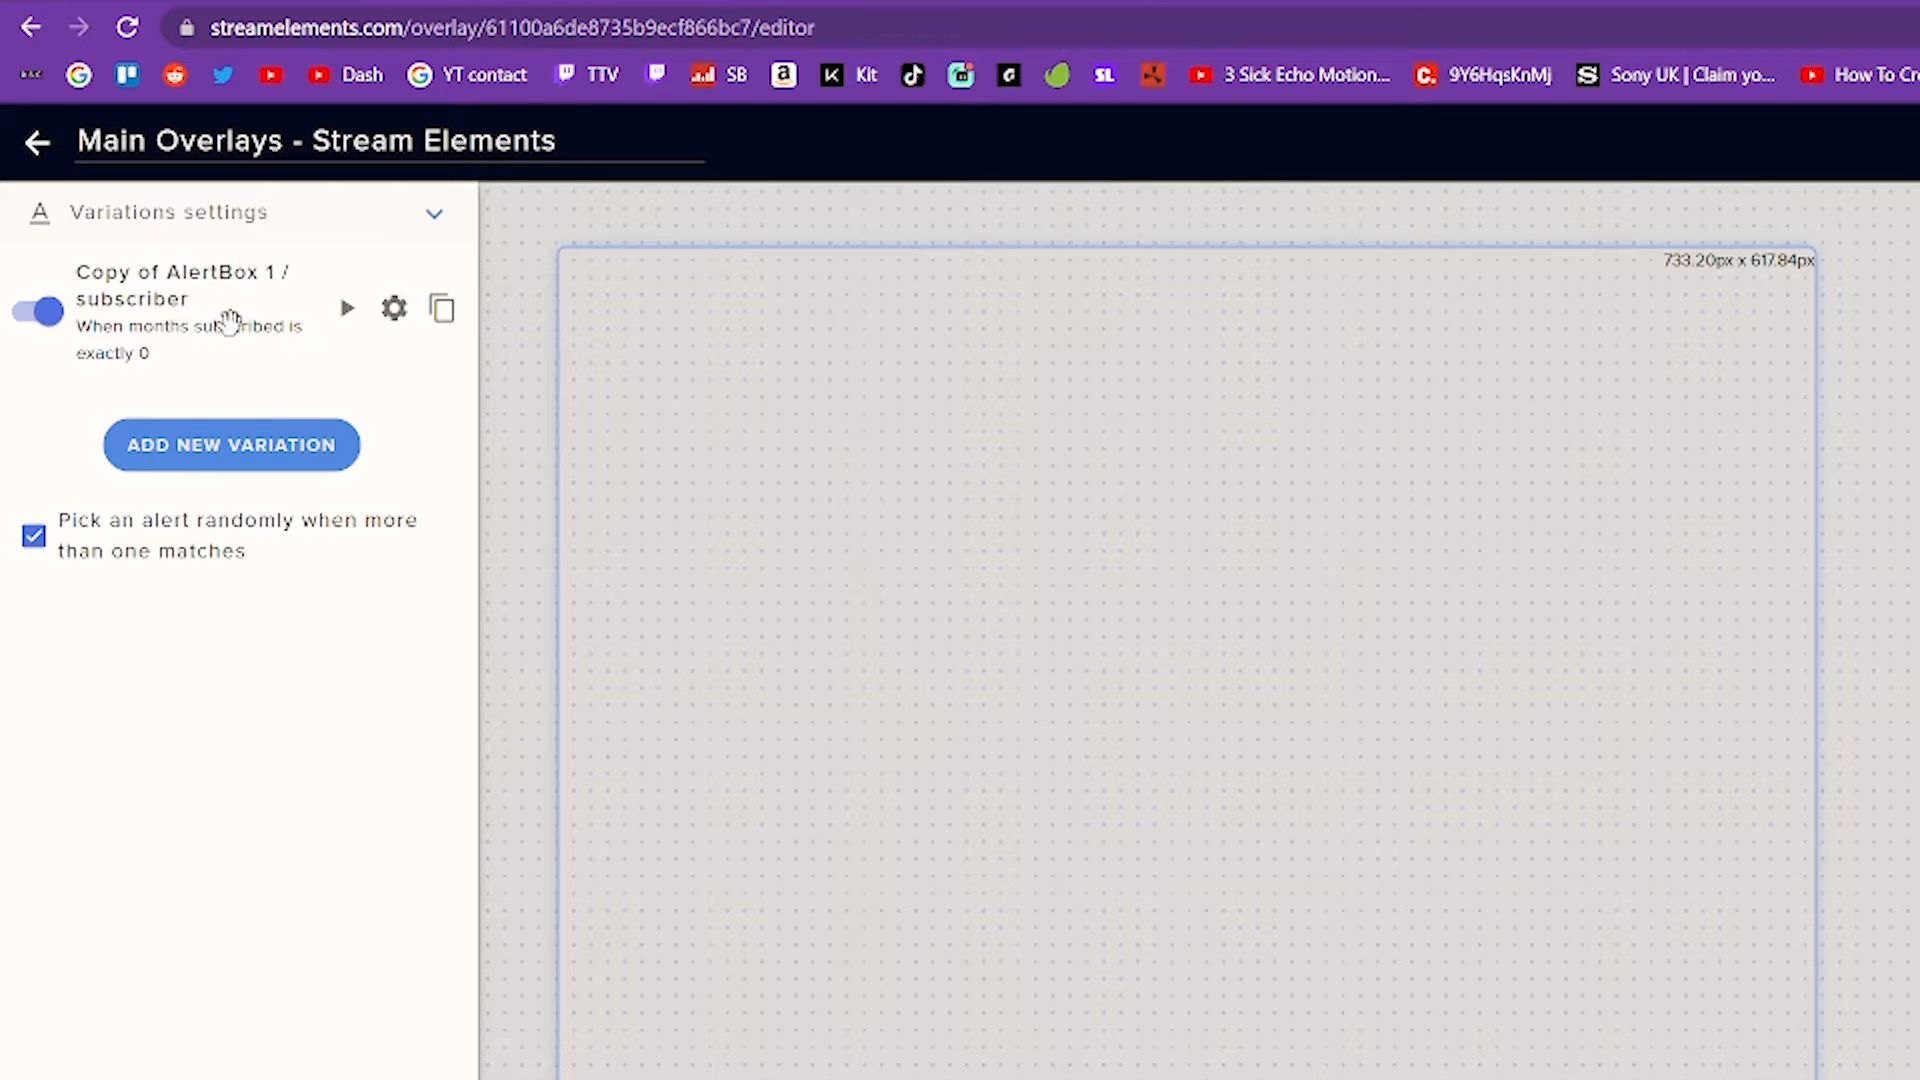 streamelements.com/overlay/61100a6de8735b9ecf866bc7/editor
Dash YT contact TTV SB a Kit SL 3 Sick Echo Motion... C. 9Y6HqsKnMj S Sony UK | Claim yo... How To Cre
Main Overlays - Stream Elements
A Variations settings
733.20px x 617.84px
Copy of AlertBox 1 /
subscriber
When months subscribed is
exactly 0
ADD NEW VARIATION
Pick an alert randomly when more
than one matches